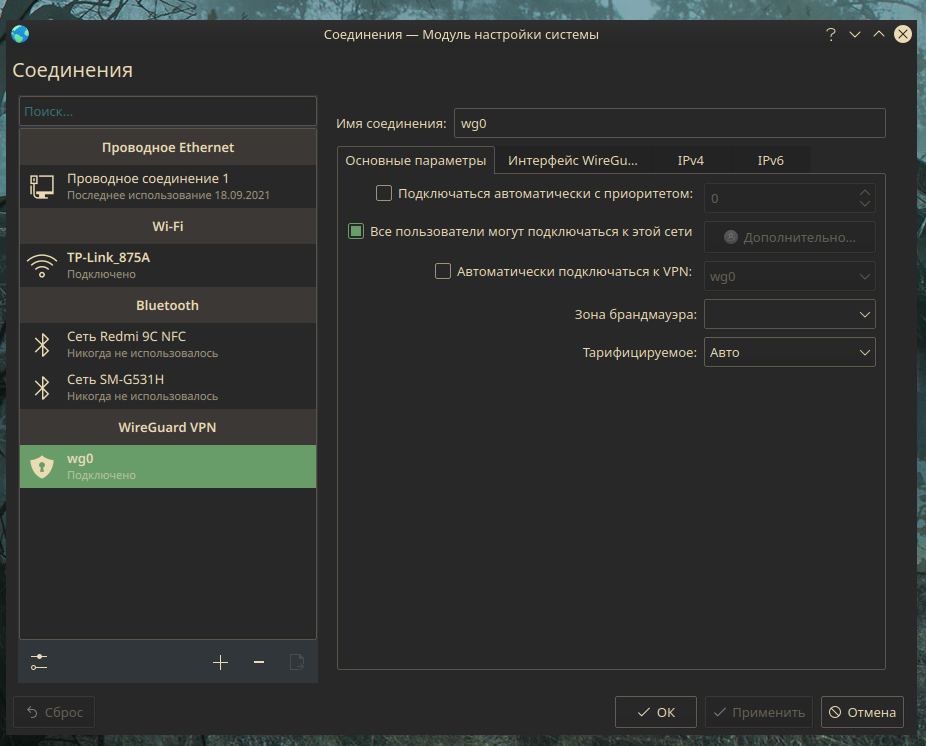 Соединения — Модуль настройки системы
Соединения
Поиск...
Проводное Ethernet
Проводное соединение 1
Последнее использование 18.09.2021
Wi-Fi
TP-Link_875A
Подключено
Bluetooth
Сеть Redmi 9C NFC
Никогда не использовалось
Сеть SM-G531H
Никогда не использовалось
WireGuard VPN
wg0
Подключено
Имя соединения: wg0
Основные параметры Интерфейс WireGu... IPv4 IPv6
Подключаться автоматически с приоритетом: 0
Все пользователи могут подключаться к этой сети Дополнительно...
Автоматически подключаться к VPN: wg0
Зона брандмауэра:
Тарифицируемое: Авто
Сброс ОК Применить Отмена